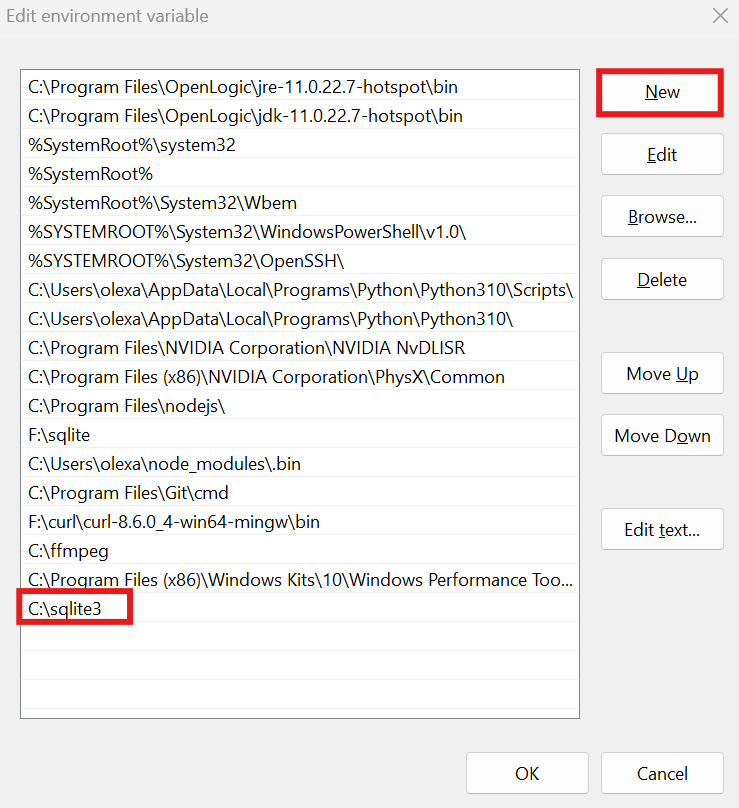 Edit environment variable
C:\Program Files\OpenLogic\jre-11.0.22.7-hotspot\bin
C:\Program Files\OpenLogic\jdk-11.0.22.7-hotspot\bin
%SystemRoot%\system32
%SystemRoot%
%SystemRoot%\System32\Wbem
%SYSTEMROOT%\System32\WindowsPowerShell\v1.0\
%SYSTEMROOT%\System32\OpenSSH\
C:\Users\olexa\AppData\Local\Programs\Python\Python310\Scripts\
C:\Users\olexa\AppData\Local\Programs\Python\Python310\
C:\Program Files\NVIDIA Corporation\NVIDIA NvDLISR
C:\Program Files (x86)\NVIDIA Corporation\PhysX\Common
C:\Program Files\nodejs\
F:\sqlite
C:\Users\olexa\node_modules\.bin
C:\Program Files\Git\cmd
F:\curl\curl-8.6.0_4-win64-mingw\bin
C:\ffmpeg
C:\Program Files (x86)\Windows Kits\10\Windows Performance Too...
C:\sqlite3
New
Edit
Browse...
Delete
Move Up
Move Down
Edit text...
OK
Cancel